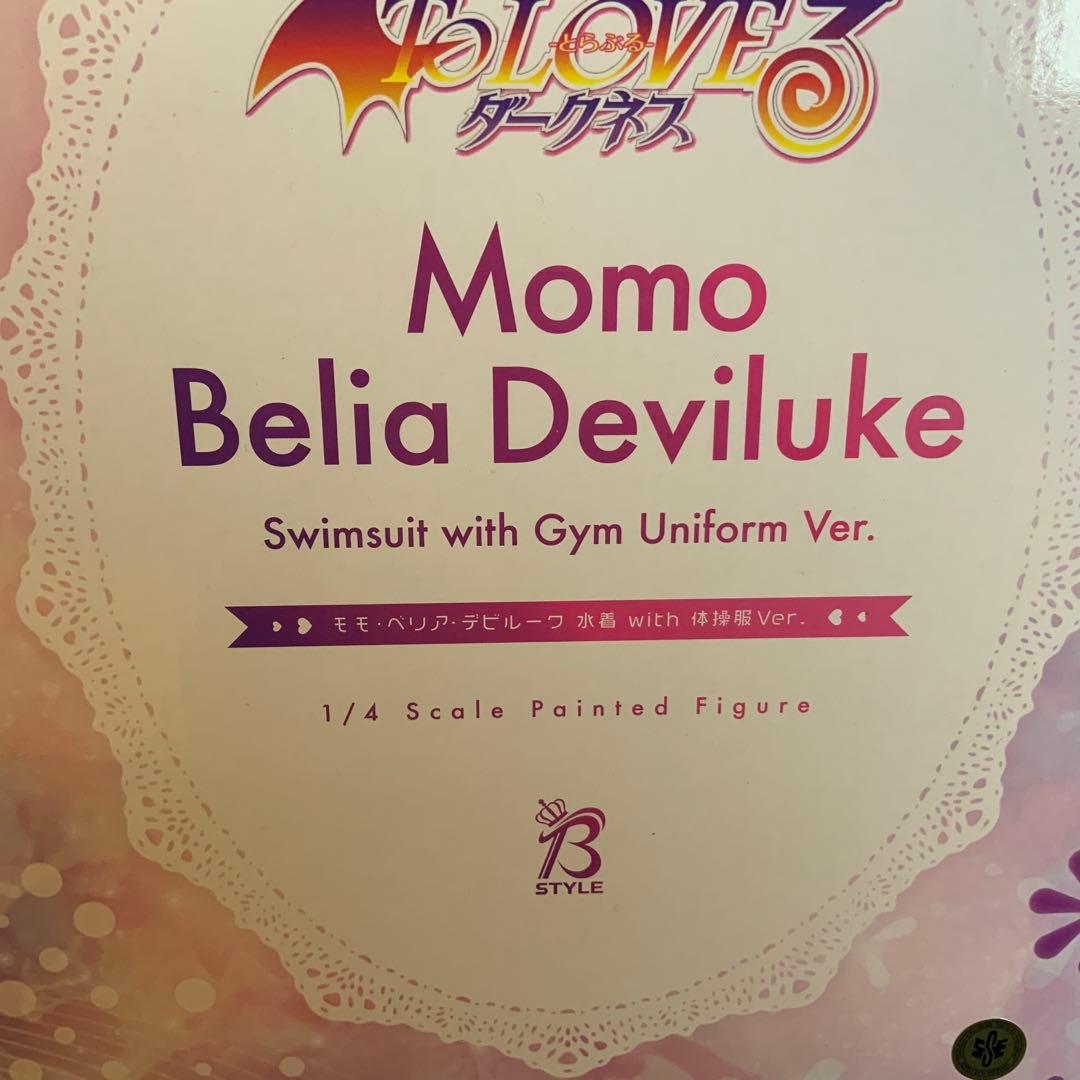 To LOVEる
-とらぶる-
ダークネス
Momo
Belia Deviluke
Swimsuit with Gym Uniform Ver.
モモ・ベリア・デビルーク 水着 with 体操服Ver.
1/4 Scale Painted Figure
B
STYLE